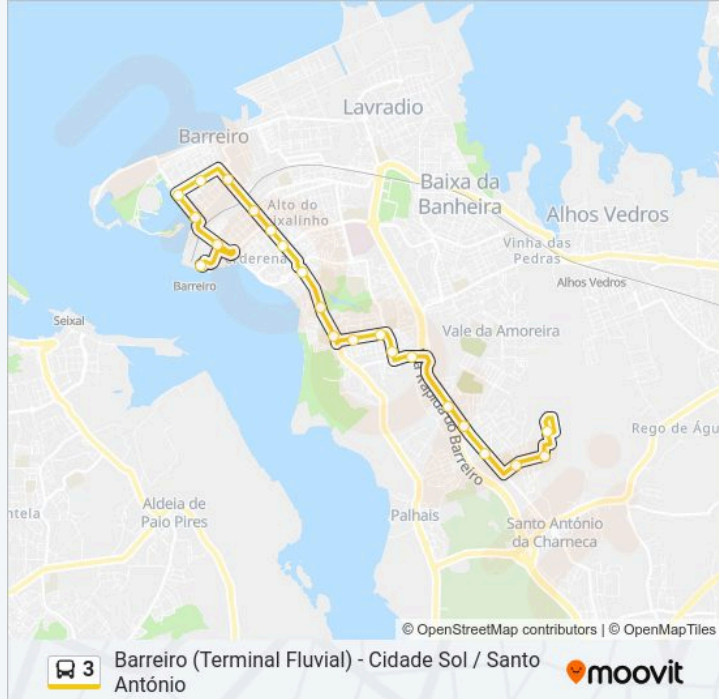 Lavradio
Barreiro
Baixa da
Banheira
Alto do
Alhos Vedros
Vinha das
Pedras
Barreiro
Alhos Vedros
Seixal
Vale da Amoreira
Rego de Águ
do Barreiro
Aldeia de
Paio Pires
Palhais
Santo António
da Charneca
© OpenStreetMap contributors | © OpenMapTiles
3
Barreiro (Terminal Fluvial) - Cidade Sol / Santo
António
moovit